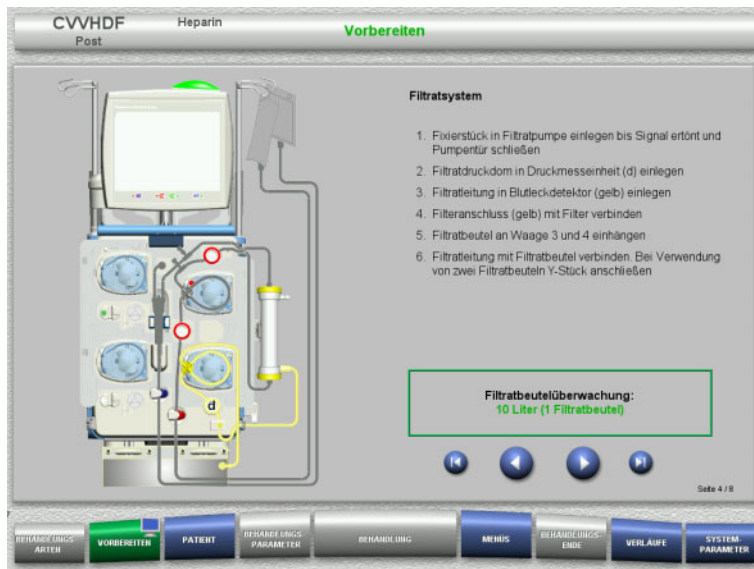 CVVHDF
Heparin
Post
Vorbereiten
Filtratsystem
1. Fixierstück in Filtratpumpe einlegen bis Signal ertönt und
Pumpentür schließen
2. Filtratdruckdom in Druckmesseinheit (d) einlegen
3. Filtratleitung in Blutleckdetektor (gelb) einlegen
4. Filteranschluss (gelb) mit Filter verbinden
5. Filtratbeutel an Waage 3 und 4 einhängen
6. Filtratleitung mit Filtratbeutel verbinden. Bei Verwendung
von zwei Filtratbeuteln Y-Stück anschließen
d
Filtratbeutelüberwachung:
10 Liter (1 Filtratbeutel)
Seite 4 / 8
BEHANDLUNGS-
ARTEN
VORBEREITEN
PATIENT
BEHANDLUNGS-
PARAMETER
BEHANDLUNG
MENÜS
BEHANDLUNGS-
ENDE
VERLÄUFE
SYSTEM-
PARAMETER